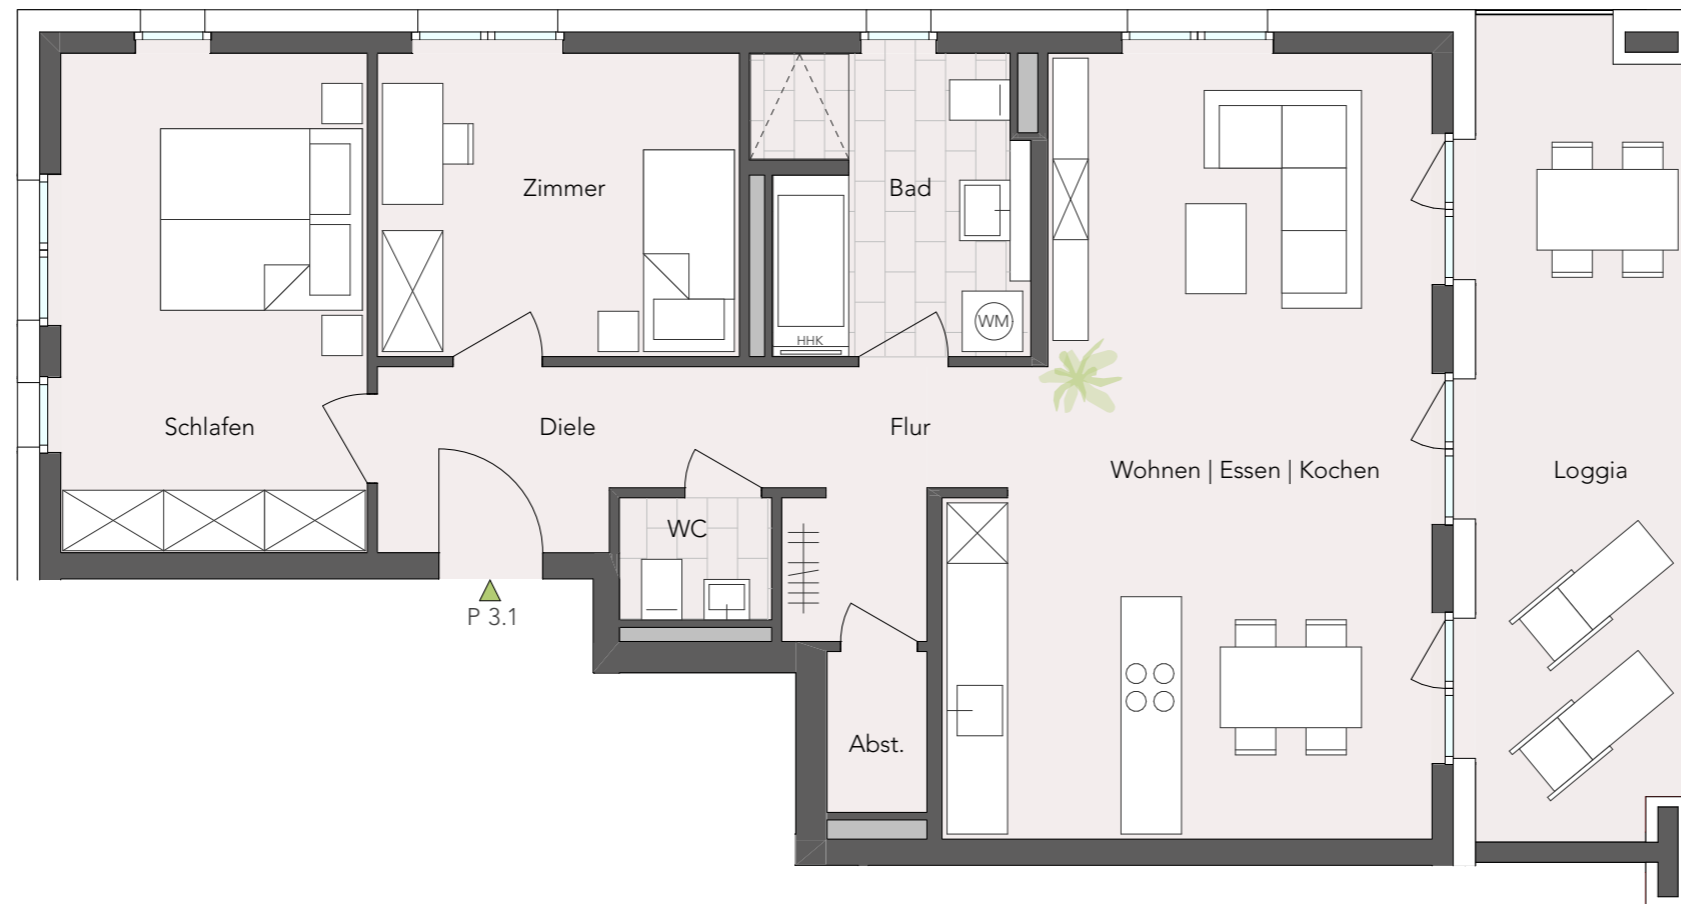 Zimmer
Bad
HHK
WM
Schlafen
Diele
Flur
Wohnen | Essen | Kochen
Loggia
WC
P 3.1
Abst.